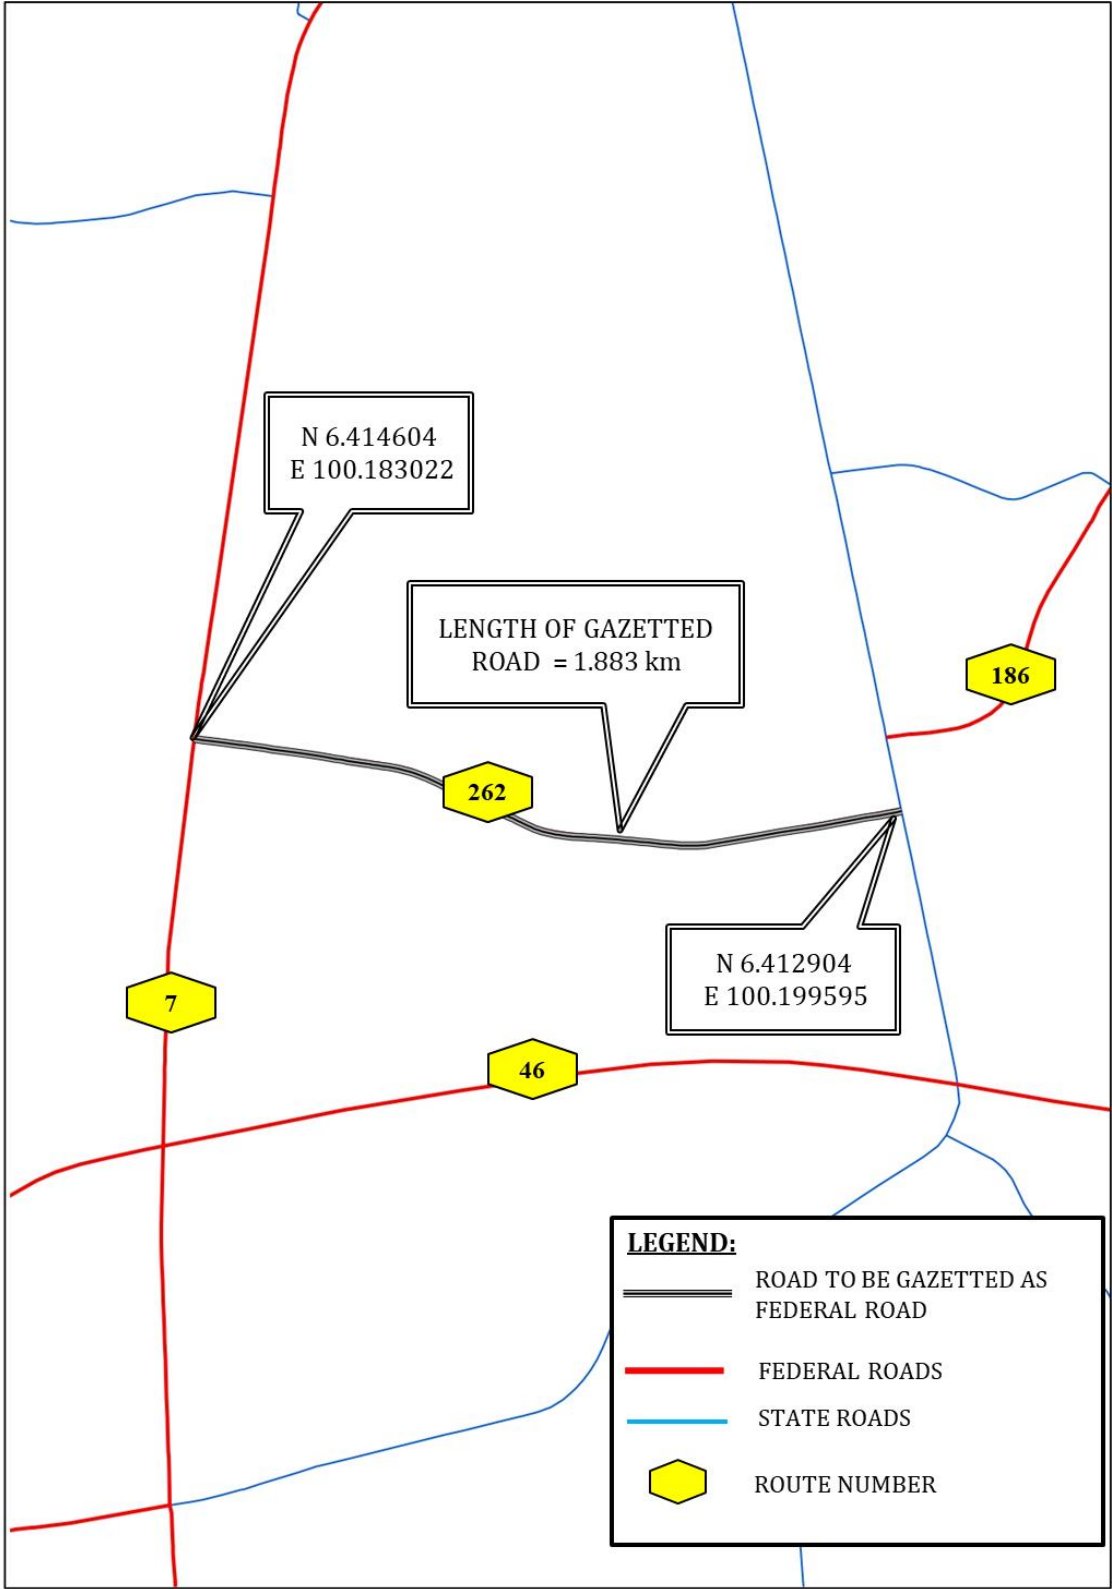 N 6.414604
E 100.183022
LENGTH OF GAZETTED
ROAD = 1.883 km
186
262
N 6.412904
E 100.199595
7
46
LEGEND:
ROAD TO BE GAZETTED AS
FEDERAL ROAD
FEDERAL ROADS
STATE ROADS
ROUTE NUMBER